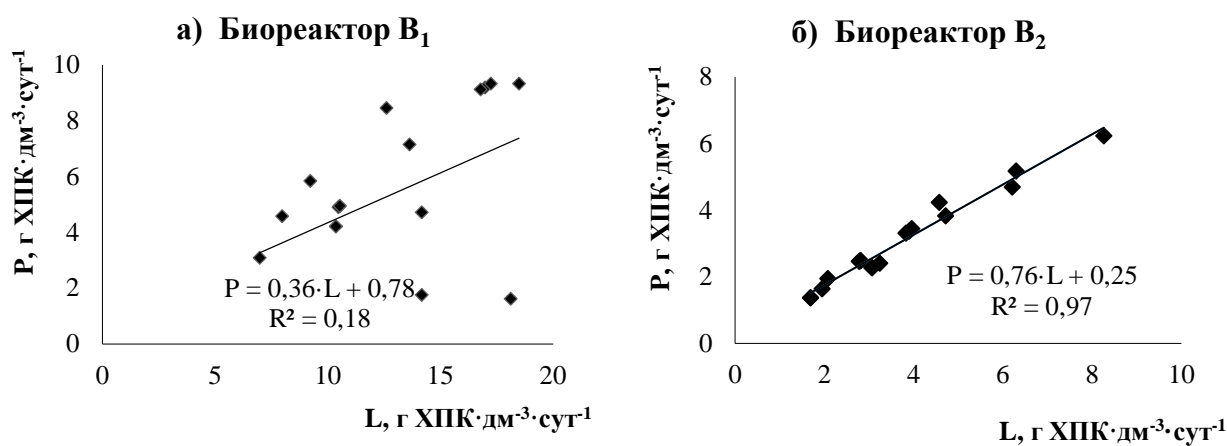 а) Биореактор B₁
P, г ХПК·дм⁻³·сут⁻¹
10
8
6
4
2
0
P = 0,36·L + 0,78
R² = 0,18
0 5 10 15 20
L, г ХПК·дм⁻³·сут⁻¹
б) Биореактор B₂
P, г ХПК·дм⁻³·сут⁻¹
8
6
4
2
0
P = 0,76·L + 0,25
R² = 0,97
0 2 4 6 8 10
L, г ХПК·дм⁻³·сут⁻¹